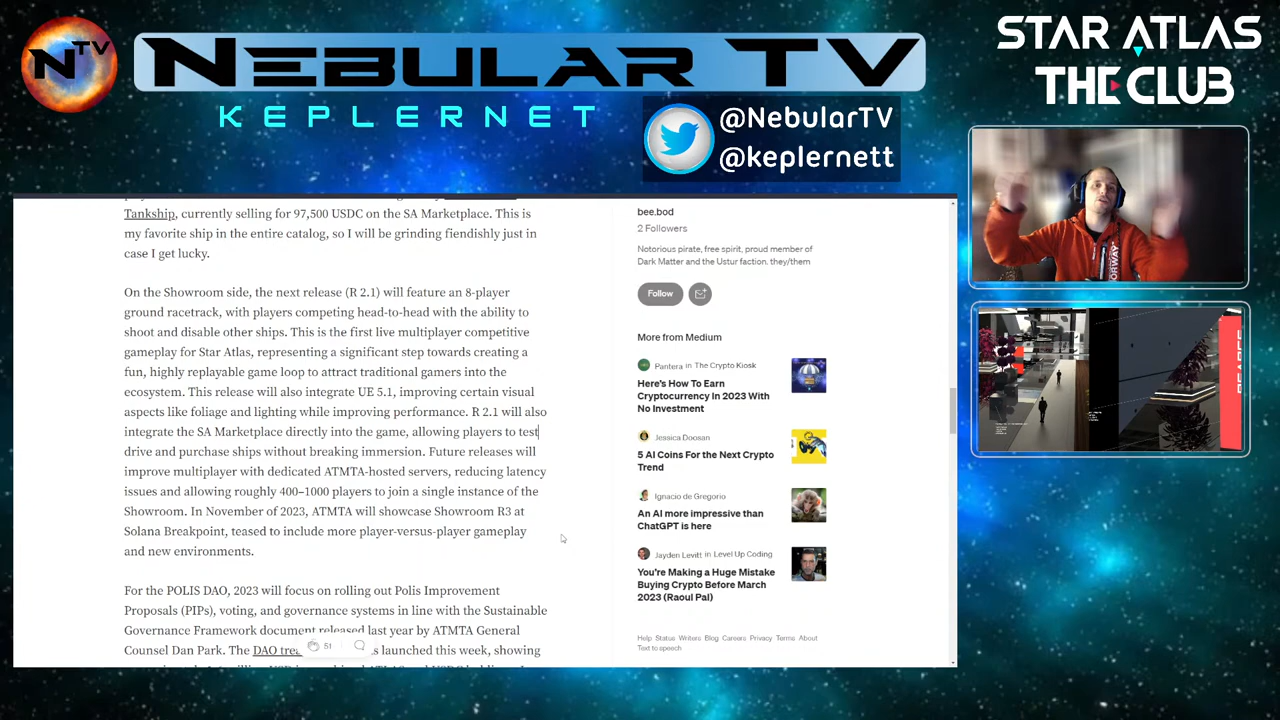 NTV
NEBULAR TV
KEPLERNET
@NebularTV
@keplernett
STAR ATLAS
THE CLUB
Tankship, currently selling for 97,500 USDC on the SA Marketplace. This is
my favorite ship in the entire catalog, so I will be grinding fiendishly just in
case I get lucky.
On the Showroom side, the next release (R 2.1) will feature an 8-player
ground racetrack, with players competing head-to-head with the ability to
shoot and disable other ships. This is the first live multiplayer competitive
gameplay for Star Atlas, representing a significant step towards creating a
fun, highly replayable game loop to attract traditional gamers into the
ecosystem. This release will also integrate UE 5.1, improving certain visual
aspects like foliage and lighting while improving performance. R 2.1 will also
integrate the SA Marketplace directly into the game, allowing players to test
drive and purchase ships without breaking immersion. Future releases will
improve multiplayer with dedicated ATMTA-hosted servers, reducing latency
issues and allowing roughly 400–1000 players to join a single instance of the
Showroom. In November of 2023, ATMTA will showcase Showroom R3 at
Solana Breakpoint, teased to include more player-versus-player gameplay
and new environments.
For the POLIS DAO, 2023 will focus on rolling out Polis Improvement
Proposals (PIPs), voting, and governance systems in line with the Sustainable
Governance Framework document released last year by ATMTA General
Counsel Dan Park. The DAO trea s launched this week, showing
51
bee.bod
2 Followers
Notorious pirate, free spirit, proud member of
Dark Matter and the Ustur faction. they/them
Follow
More from Medium
Pantera in The Crypto Kiosk
Here's How To Earn
Cryptocurrency In 2023 With
No Investment
Jessica Doosan
5 AI Coins For the Next Crypto
Trend
Ignacio de Gregorio
An AI more impressive than
ChatGPT is here
Jayden Levitt in Level Up Coding
You're Making a Huge Mistake
Buying Crypto Before March
2023 (Raoul Pal)
Help Status Writers Blog Careers Privacy Terms About
Text to speech
NORWAY